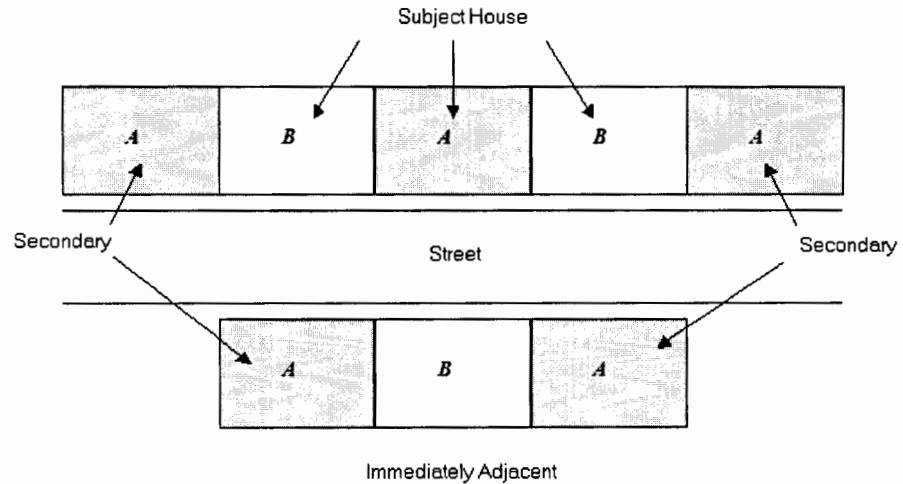 Subject House
A B A B A
Secondary Street Secondary
A B A
Immediately Adjacent